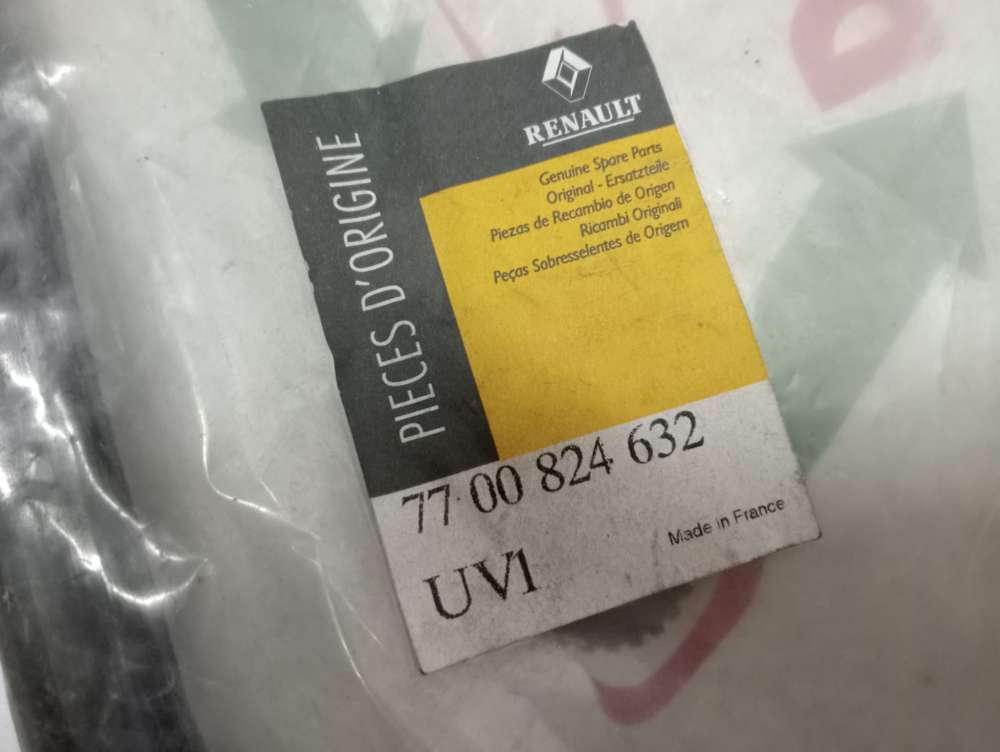 RENAULT
PIECES D'ORIGINE
Genuine Spare Parts
Original - Ersatzteile
Piezas de Recambio de Origen
Ricambi Originali
Peças Sobresselentes de Origem
77 00 824 632
Made in France
UV1